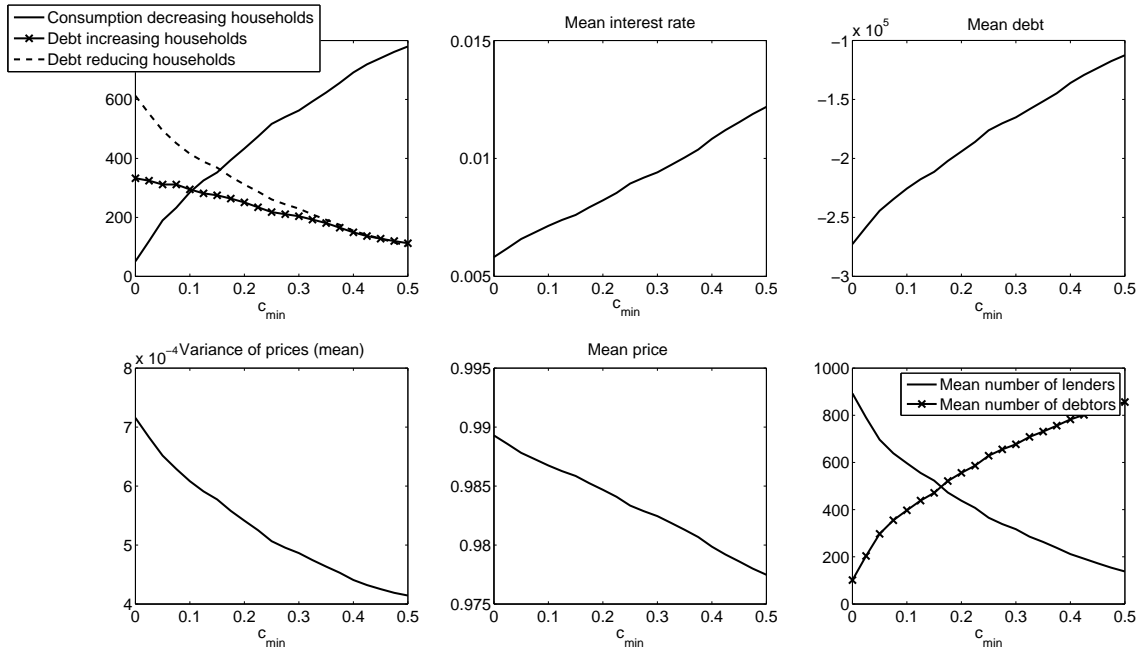 Consumption decreasing households
Debt increasing households
Debt reducing households
600
400
200
0
0 0.1 0.2 0.3 0.4 0.5
c_min
Mean interest rate
0.015
0.01
0.005
0 0.1 0.2 0.3 0.4 0.5
c_min
Mean debt
x 10^5
−1
−1.5
−2
−2.5
−3
0 0.1 0.2 0.3 0.4 0.5
c_min
Variance of prices (mean)
x 10^−4
8
7
6
5
4
0 0.1 0.2 0.3 0.4 0.5
c_min
Mean price
0.995
0.99
0.985
0.98
0.975
0 0.1 0.2 0.3 0.4 0.5
c_min
Mean number of lenders
Mean number of debtors
1000
800
600
400
200
0
0 0.1 0.2 0.3 0.4 0.5
c_min